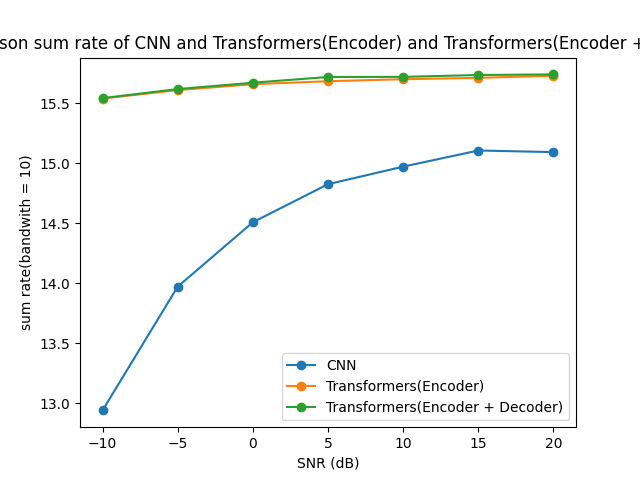 son sum rate of CNN and Transformers(Encoder) and Transformers(Encoder +
15.5
15.0
14.5
14.0
13.5
13.0
sum rate(bandwith = 10)
−10 −5 0 5 10 15 20
SNR (dB)
CNN
Transformers(Encoder)
Transformers(Encoder + Decoder)